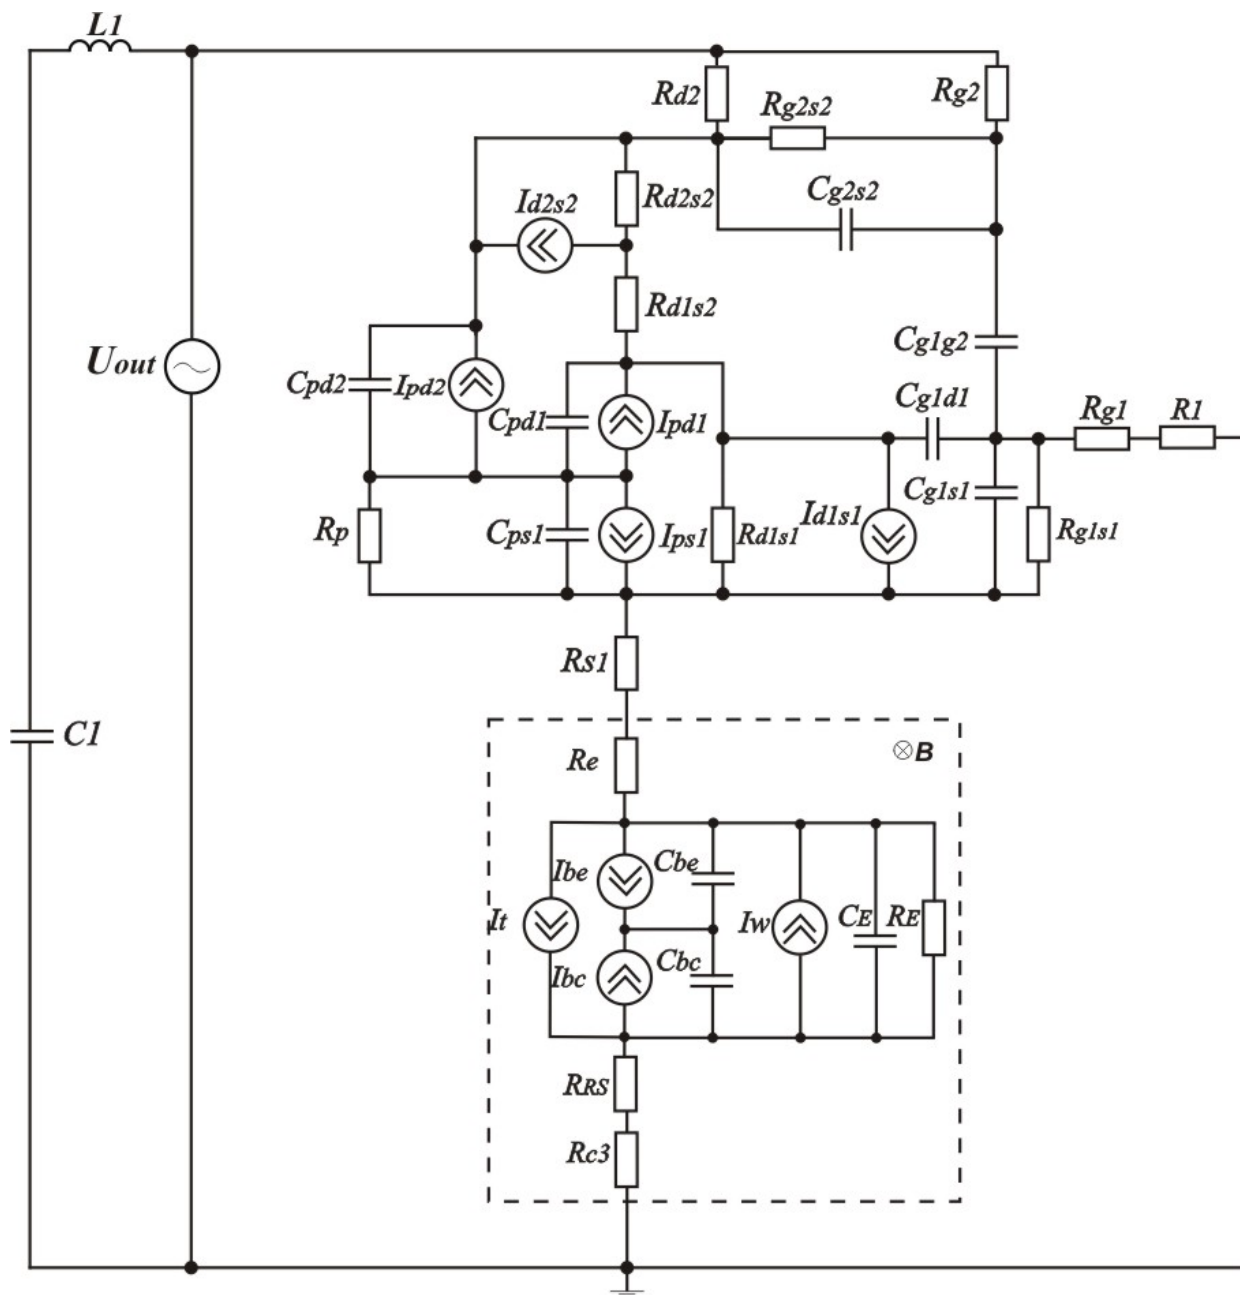 L1
Rd2
Rg2s2
Rg2
Id2s2
Rd2s2
Cg2s2
Rd1s2
Uout
Cpd2
Ipd2
Cpd1
Ipd1
Cg1d1
Cg1g2
Rg1
R1
Rp
Cps1
Ips1
Rd1s1
Id1s1
Cg1s1
Rg1s1
Rs1
C1
Re
B
Ibe
Cbe
It
Iw
CE
RE
Ibc
Cbc
RRS
Rc3